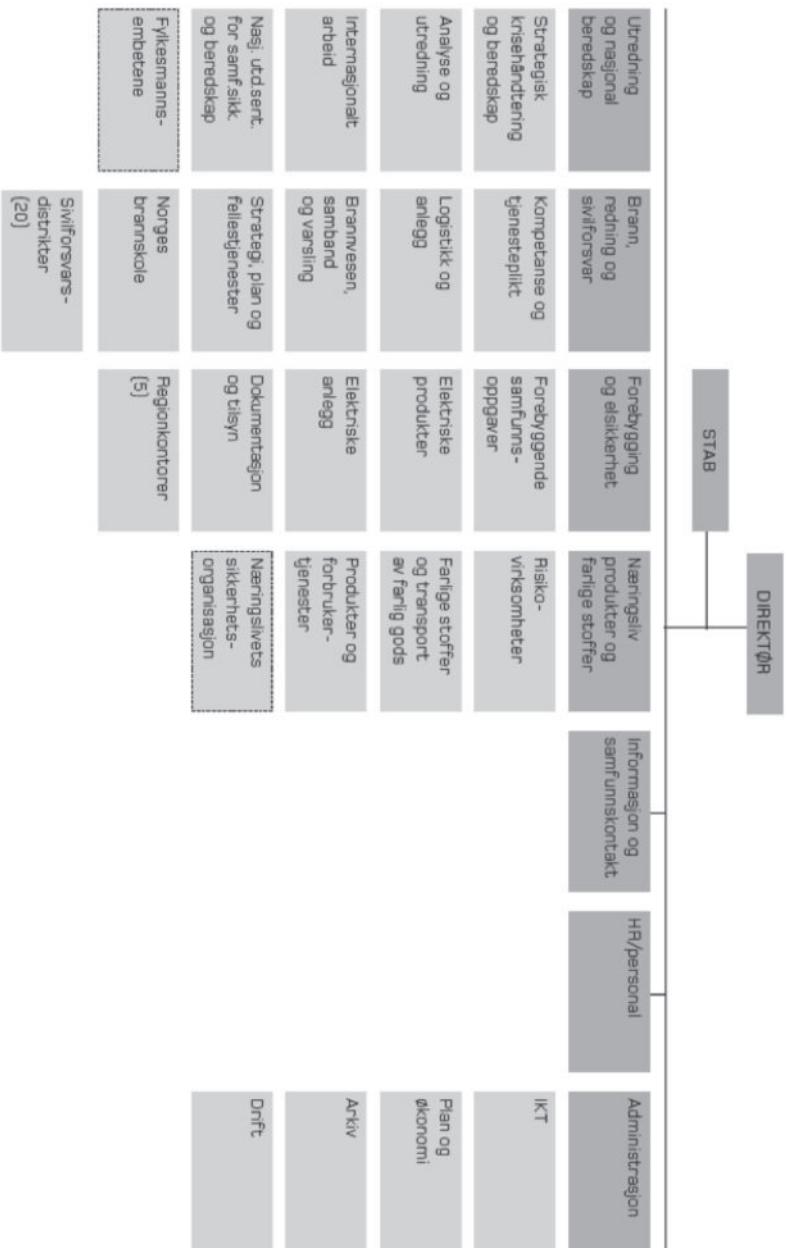 DIREKTØR
STAB
Utredning
og nasjonal
beredskap
Strategisk
krisehåndtering
og beredskap
Analyse og
utredning
Internasjonalt
arbeid
Nasj. utd.sent.
for samf.sikk.
og beredskap
Fylkesmanns-
embetene
Brann,
redning og
sivilforsvar
Kompetanse og
tjenesteplikt
Logistikk og
anlegg
Brannvesen,
samband
og varsling
Strategi, plan og
fellestjenester
Norges
brannskole
Sivilforsvars-
distrikter
(20)
Forebygging
og elsikkerhet
Forebyggende
samfunns-
oppgaver
Elektriske
produkter
Elektriske
anlegg
Dokumentasjon
og tilsyn
Regionkontorer
(5)
Næringsliv
produkter og
farlige stoffer
Risiko-
virksomheter
Farlige stoffer
og transport
av farlig gods
Produkter og
forbruker-
tjenester
Næringslivets
sikkerhets-
organisasjon
Informasjon og
samfunnskontakt
HR/personal
Administrasjon
IKT
Plan og
økonomi
Arkiv
Drift